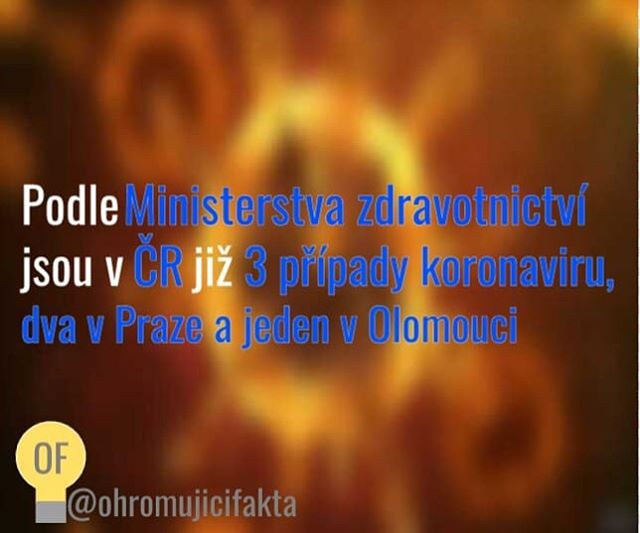 Podle Ministerstva zdravotnictví
jsou v ČR již 3 případy koronaviru,
dva v Praze a jeden v Olomouci
OF
@ohromujicifakta